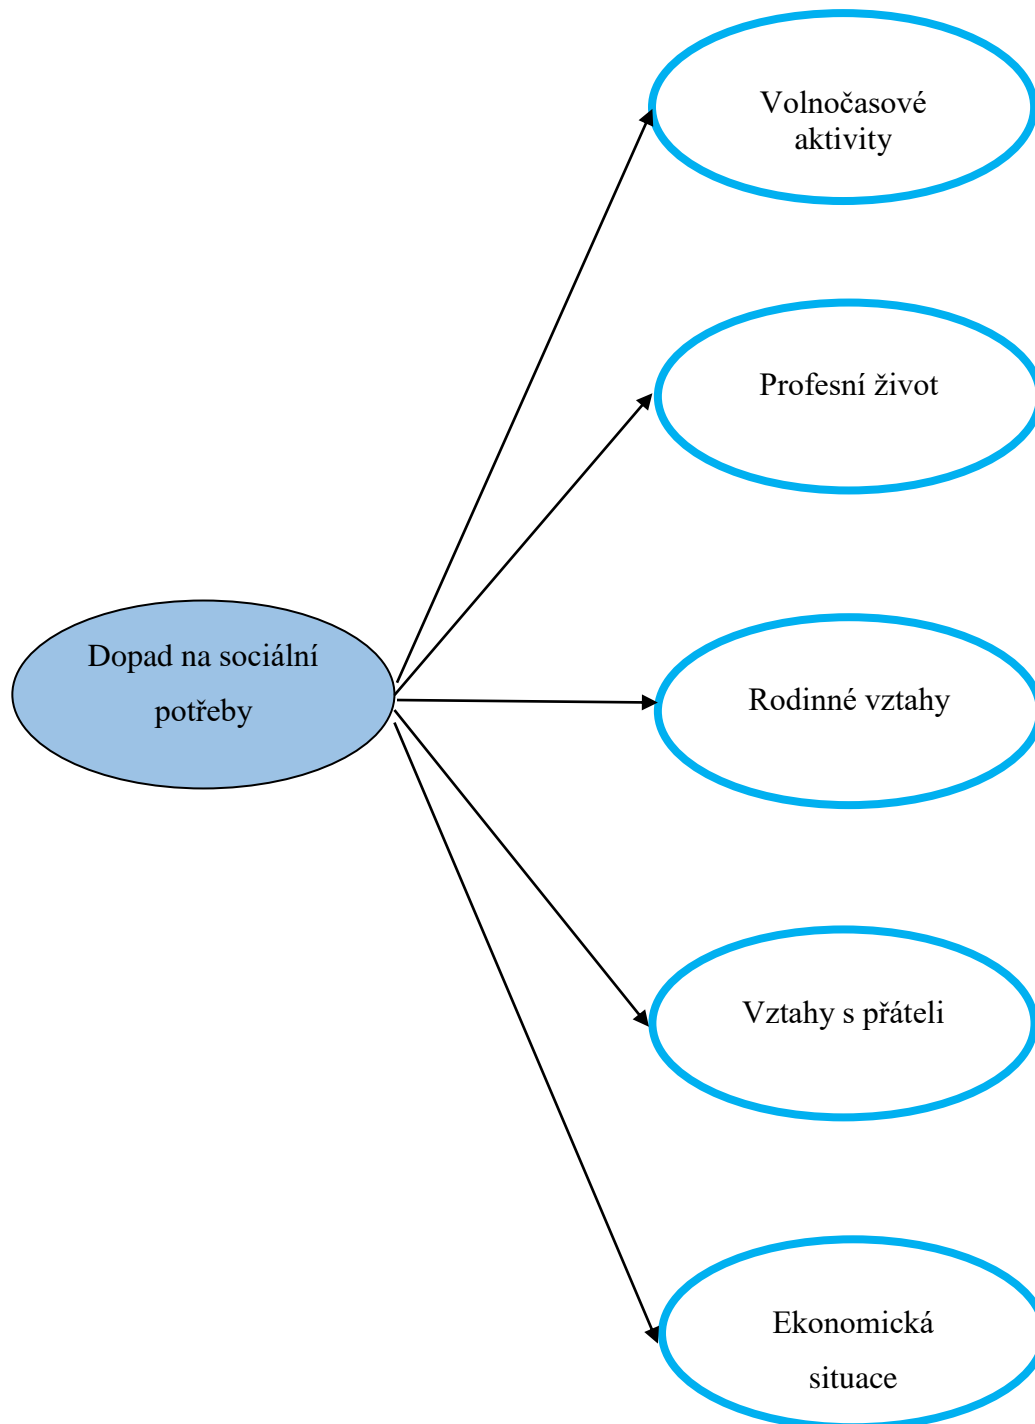 Volnočasové
aktivity
Profesní život
Dopad na sociální
potřeby
Rodinné vztahy
Vztahy s přáteli
Ekonomická
situace